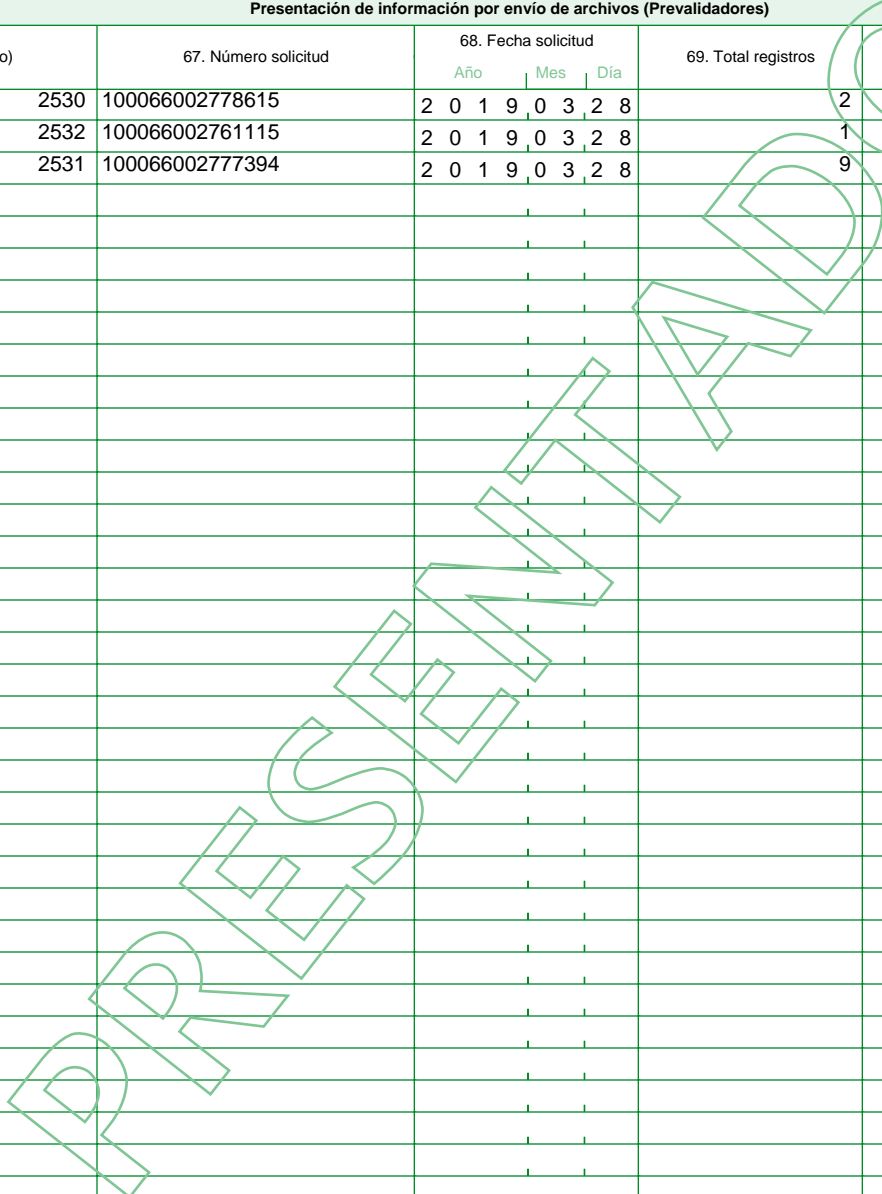 Presentación de información por envío de archivos (Prevalidadores)
o) 67. Número solicitud 68. Fecha solicitud 69. Total registros
Año Mes Día
2530 100066002778615 2 0 1 9 0 3 2 8 2
2532 100066002761115 2 0 1 9 0 3 2 8 1
2531 100066002777394 2 0 1 9 0 3 2 8 9
PRESENTADO